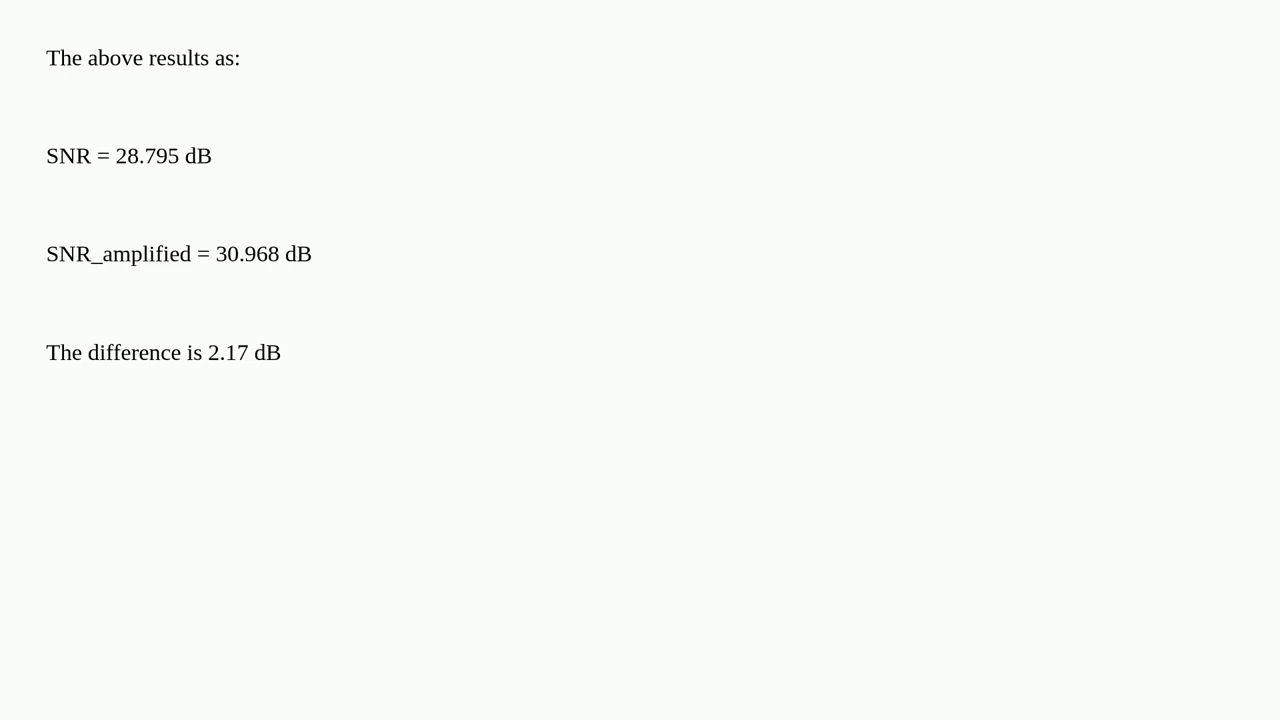 The above results as:
SNR = 28.795 dB
SNR_amplified = 30.968 dB
The difference is 2.17 dB